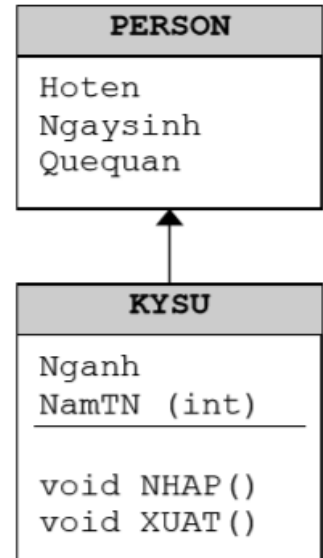 PERSON
Hoten
Ngaysinh
Quequan
KYSU
Nganh
NamTN (int)
void NHAP()
void XUAT()